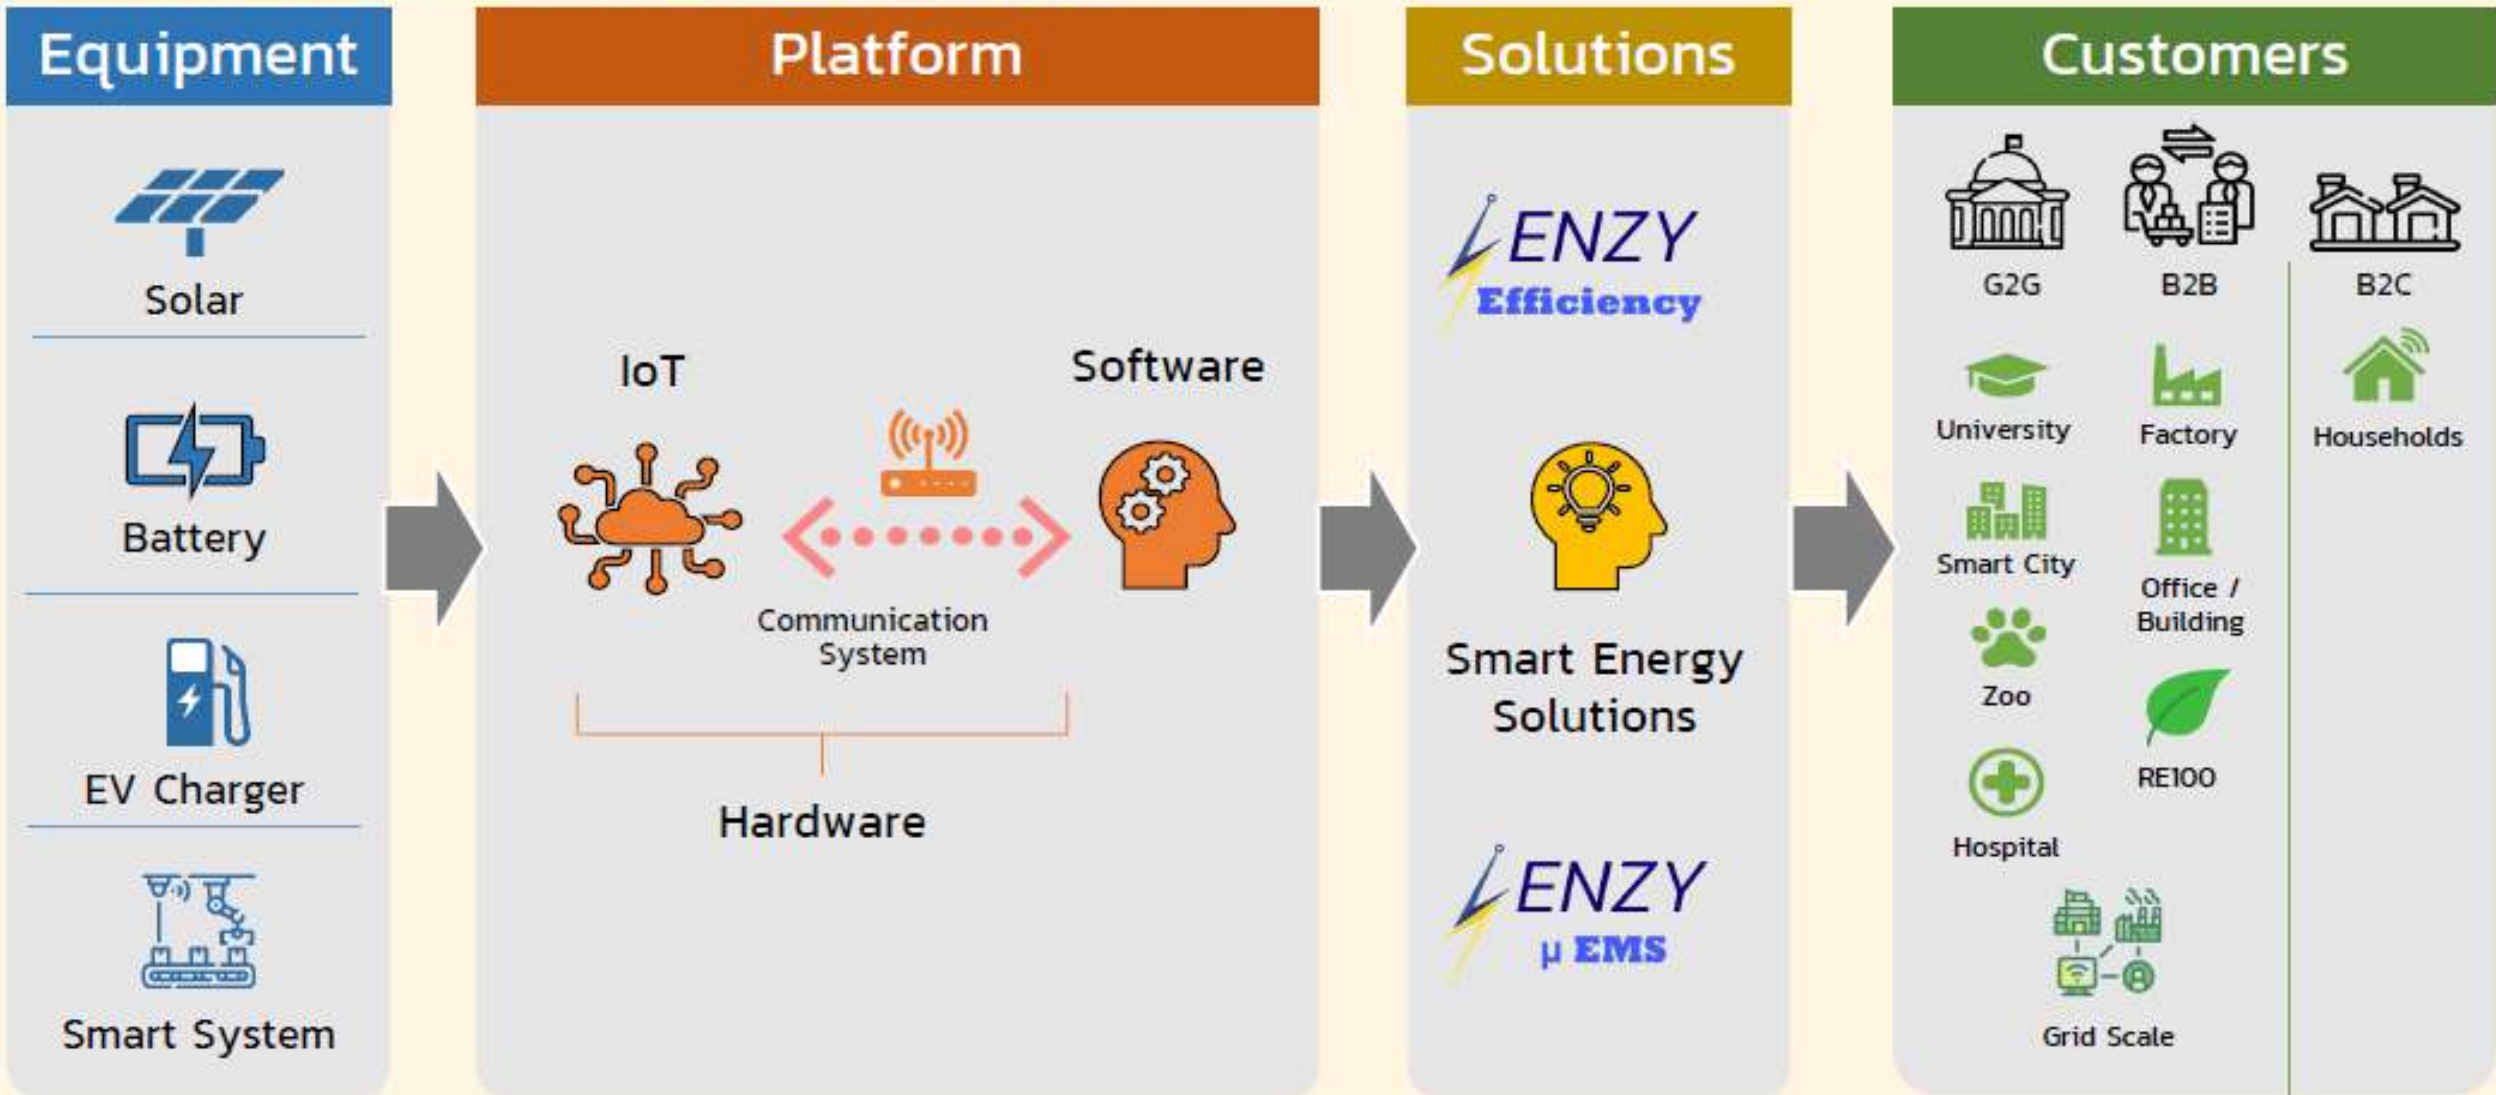 Equipment
Solar
Battery
EV Charger
Smart System
Platform
IoT
Software
Communication
System
Hardware
Solutions
ENZY
Efficiency
Smart Energy
Solutions
ENZY
µ EMS
Customers
G2G
B2B
B2C
University
Factory
Households
Smart City
Office /
Building
Zoo
RE100
Hospital
Grid Scale